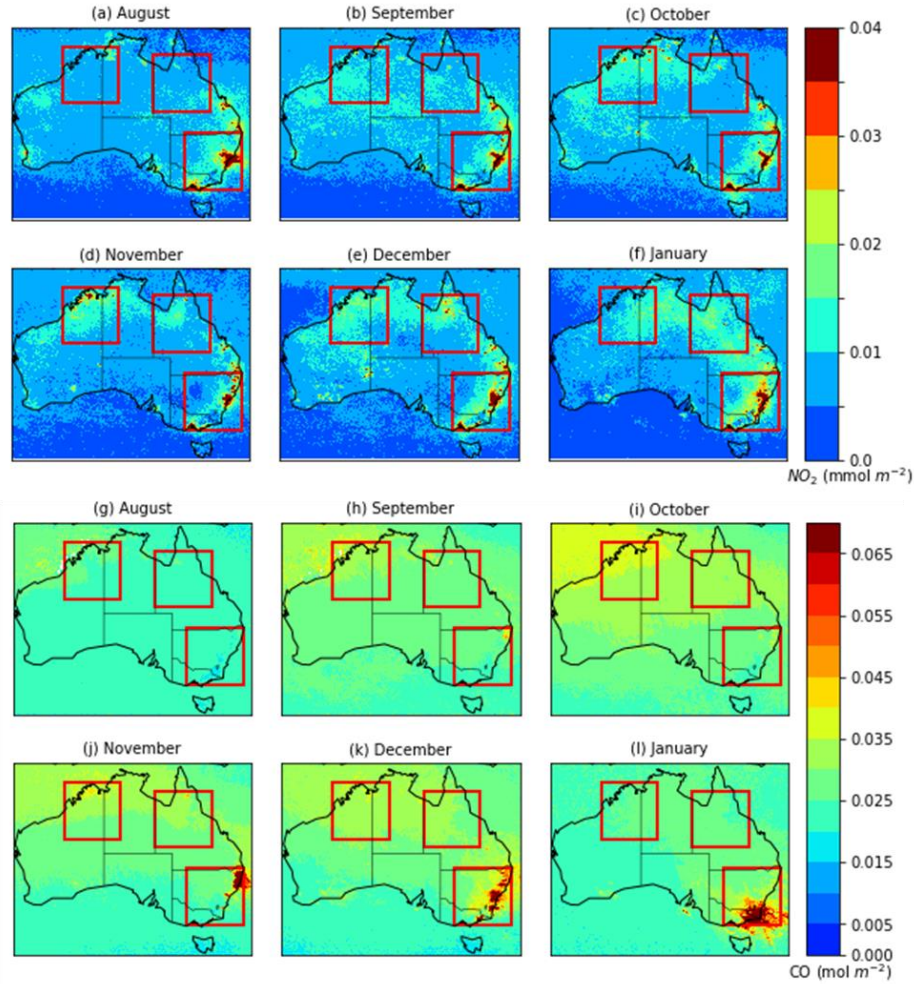 (a) August
(b) September
(c) October
0.04
0.03
0.02
0.01
0.0
NO₂ (mmol m⁻²)
(d) November
(e) December
(f) January
(g) August
(h) September
(i) October
0.065
0.055
0.045
0.035
0.025
0.015
0.005
0.000
CO (mol m⁻²)
(j) November
(k) December
(l) January